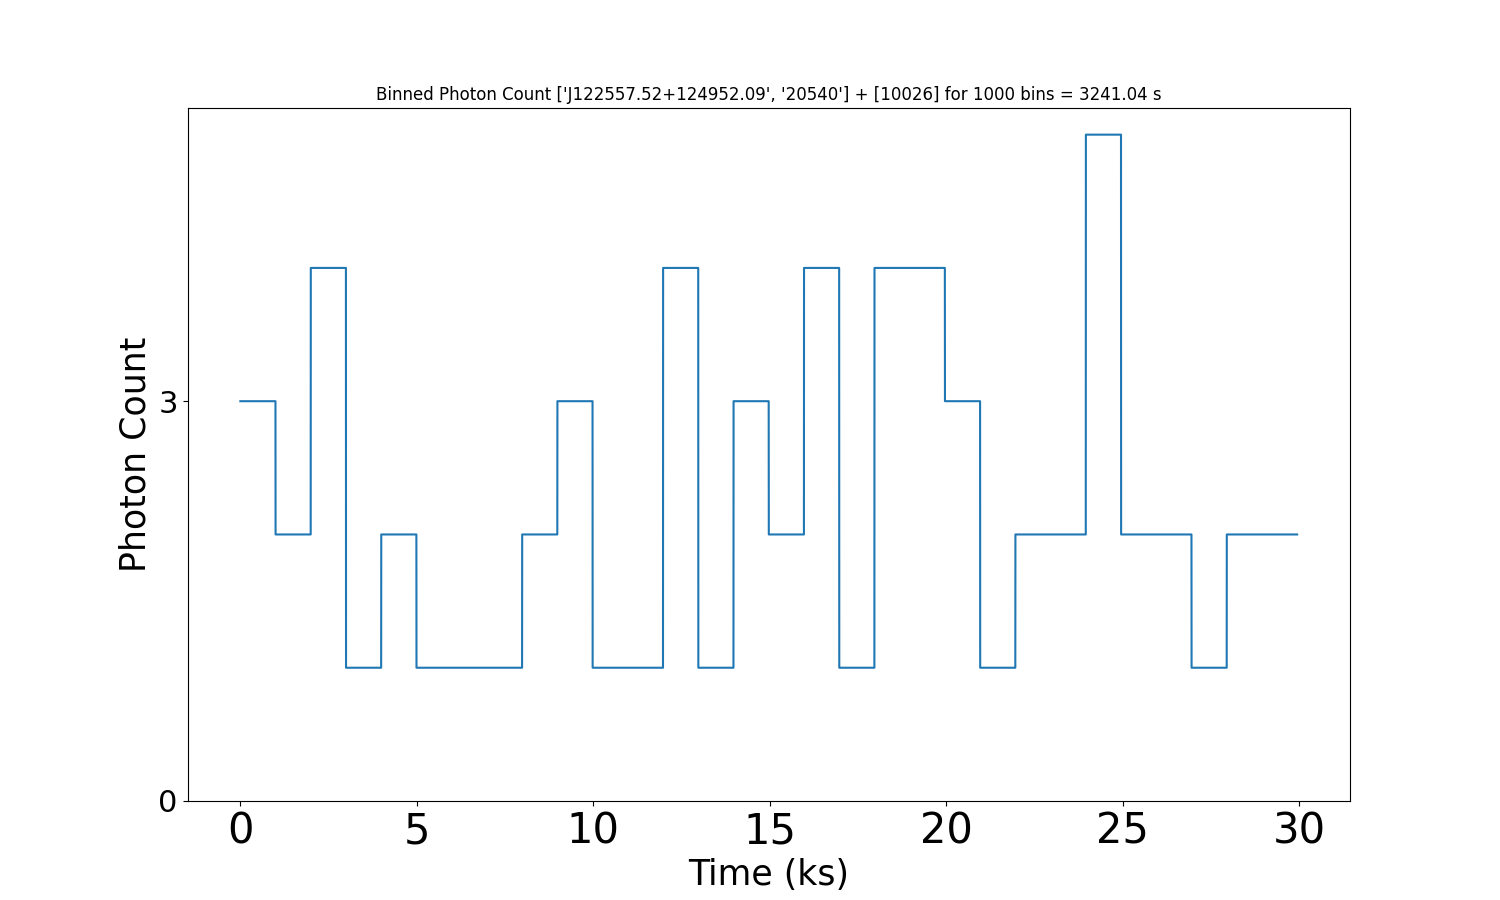 Binned Photon Count ['J122557.52+124952.09', '20540'] + [10026] for 1000 bins = 3241.04 s
Photon Count
3
0
0 5 10 15 20 25 30
Time (ks)